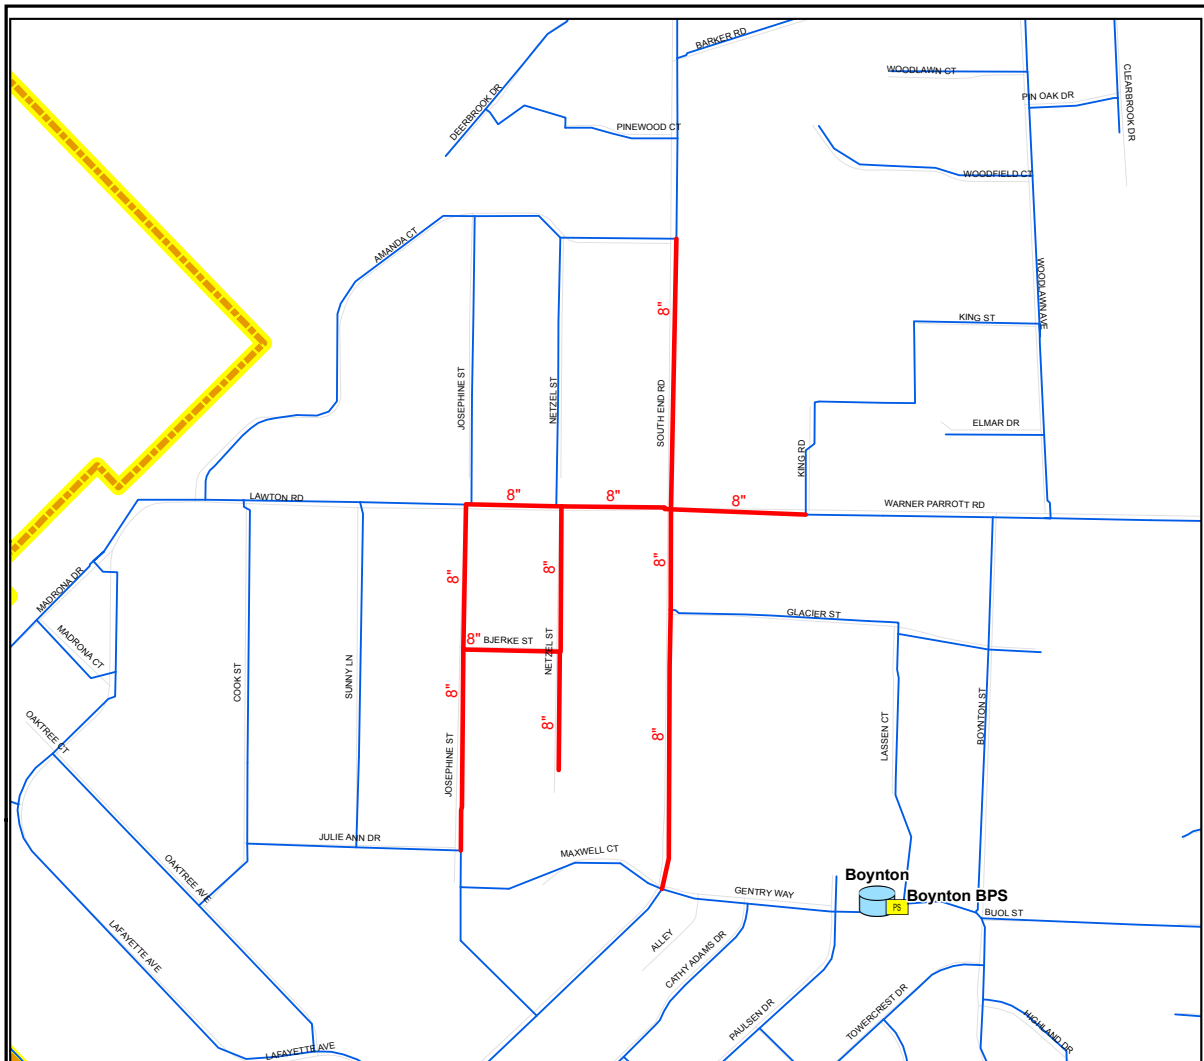 BARKER RD
WOODLAWN CT
CLEARBROOK DR
PIN OAK DR
DEERBROOK DR
PINEWOOD CT
WOODFIELD CT
AMANDA CT
WOODLAWN AVE
8"
KING ST
JOSEPHINE ST
NETZEL ST
SOUTH END RD
ELMAR DR
KING RD
LAWTON RD
8"
8"
8"
WARNER PARROTT RD
8"
8"
8"
MADRONA DR
GLACIER ST
MADRONA CT
8"
BJERKE ST
NETZEL ST
COOK ST
SUNNY LN
8"
8"
8"
OAKTREE CT
LASSEN CT
BOYNTON ST
JOSEPHINE ST
JULIE ANN DR
MAXWELL CT
OAKTREE AVE
GENTRY WAY
Boynton
Boynton BPS
PS
BUOL ST
LAFAYETTE AVE
ALLEY
CATHY ADAMS DR
PAULSEN DR
TOWERCREST DR
HIGHLAND DR
LAFAYETTE AVE